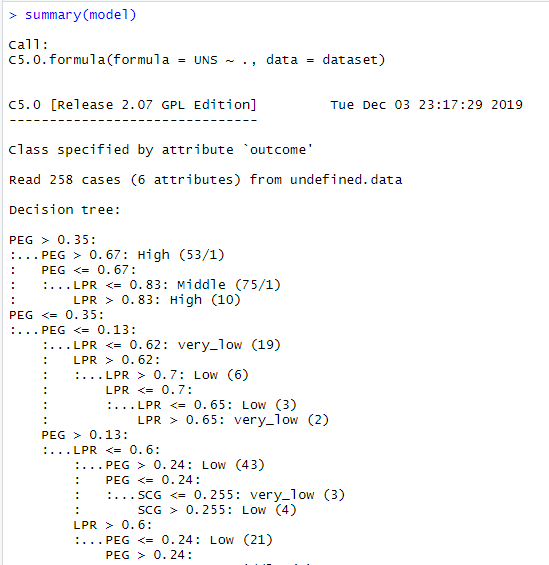 > summary(model)
Call:
C5.0.formula(formula = UNS ~ ., data = dataset)
C5.0 [Release 2.07 GPL Edition]         Tue Dec 03 23:17:29 2019
-------------------------------
Class specified by attribute `outcome'
Read 258 cases (6 attributes) from undefined.data
Decision tree:
PEG > 0.35:
:...PEG > 0.67: High (53/1)
:   PEG <= 0.67:
:   :...LPR <= 0.83: Middle (75/1)
:       LPR > 0.83: High (10)
PEG <= 0.35:
:...PEG <= 0.13:
    :...LPR <= 0.62: very_low (19)
    :   LPR > 0.62:
    :   :...LPR > 0.7: Low (6)
    :       LPR <= 0.7:
    :       :...LPR <= 0.65: Low (3)
    :           LPR > 0.65: very_low (2)
    PEG > 0.13:
    :...LPR <= 0.6:
        :...PEG > 0.24: Low (43)
        :   PEG <= 0.24:
        :   :...SCG <= 0.255: very_low (3)
        :       SCG > 0.255: Low (4)
        LPR > 0.6:
        :...PEG <= 0.24: Low (21)
            PEG > 0.24: